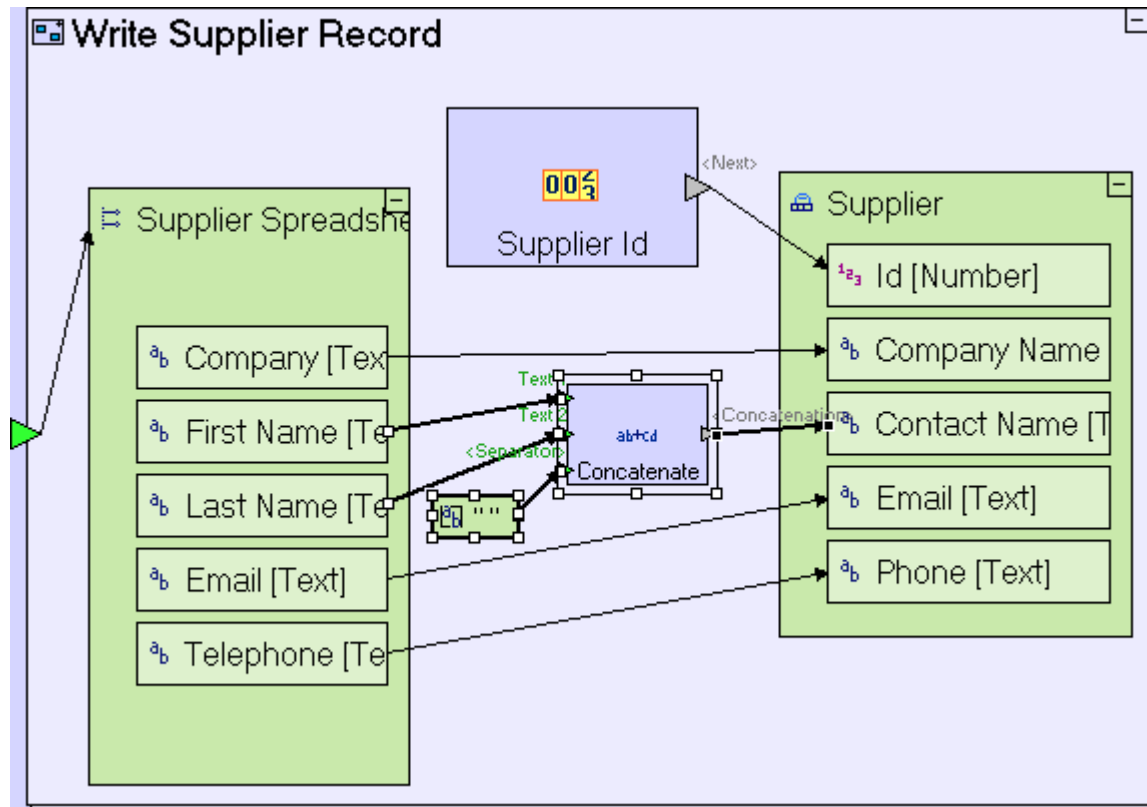 Write Supplier Record
Supplier Spreadshe
Company [Tex
First Name [Te
Last Name [Te
Email [Text]
Telephone [Te
Supplier Id
<Next>
Text 1
Text 2
<Separator>
" "
ab+cd
Concatenate
<Concatenation>
Supplier
Id [Number]
Company Name
Contact Name [T
Email [Text]
Phone [Text]